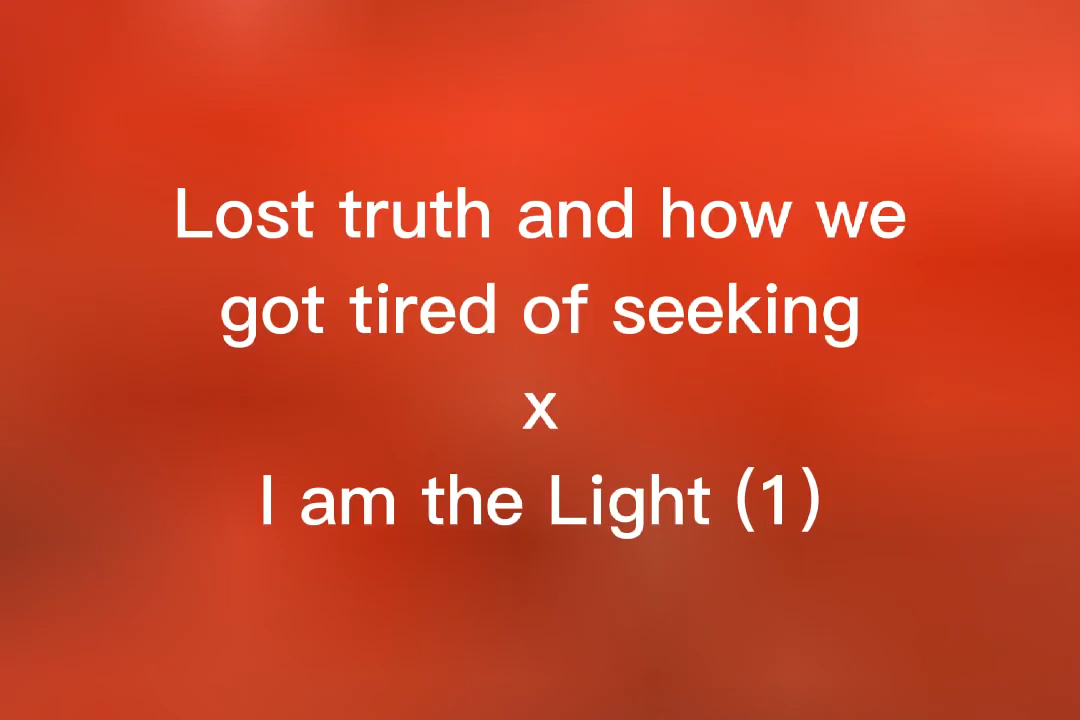 Lost truth and how we
got tired of seeking
x
I am the Light (1)